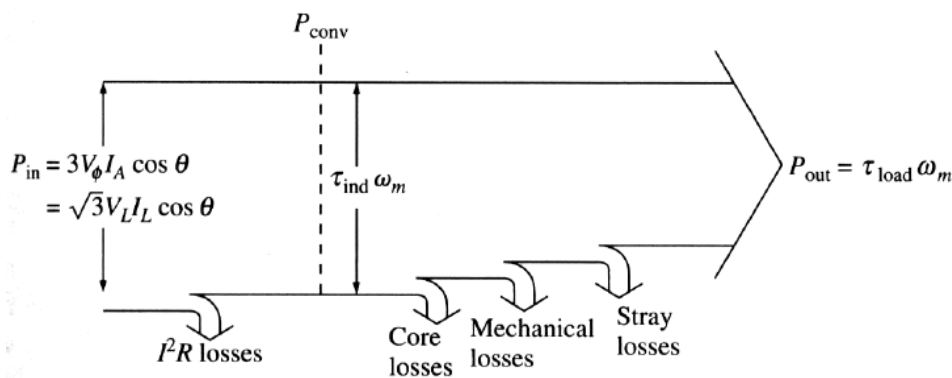 P_conv
P_in = 3V_ϕ I_A cos θ
= √3 V_L I_L cos θ
τ_ind ω_m
P_out = τ_load ω_m
I²R losses
Core
losses
Mechanical
losses
Stray
losses